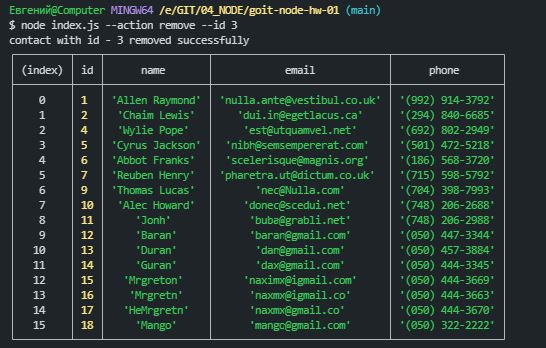 Евгений@Computer MINGW64 /e/GIT/04_NODE/goit-node-hw-01 (main)
$ node index.js --action remove --id 3
contact with id - 3 removed successfully
(index) id name email phone
0 1 'Allen Raymond' 'nulla.ante@vestibul.co.uk' '(992) 914-3792'
1 2 'Chaim Lewis' 'dui.in@egetlacus.ca' '(294) 840-6685'
2 4 'Wylie Pope' 'est@utquamvel.net' '(692) 802-2949'
3 5 'Cyrus Jackson' 'nibh@semsempererat.com' '(501) 472-5218'
4 6 'Abbot Franks' 'scelerisque@magnis.org' '(186) 568-3720'
5 7 'Reuben Henry' 'pharetra.ut@dictum.co.uk' '(715) 598-5792'
6 9 'Thomas Lucas' 'nec@Nulla.com' '(704) 398-7993'
7 10 'Alec Howard' 'donec@scedui.net' '(748) 206-2688'
8 11 'Jonh' 'buba@grabli.net' '(748) 206-2988'
9 12 'Baran' 'baran@gmail.com' '(050) 447-3344'
10 13 'Duran' 'dan@gmail.com' '(050) 457-3884'
11 14 'Guran' 'dax@gmail.com' '(050) 444-3345'
12 15 'Mrgreton' 'naximx@igmail.com' '(050) 444-3669'
13 16 'Mrgretn' 'naxmx@igmail.co' '(050) 444-3663'
14 17 'HeMrgretn' 'naxmx@gmail.co' '(050) 444-3670'
15 18 'Mango' 'mango@gmail.com' '(050) 322-2222'